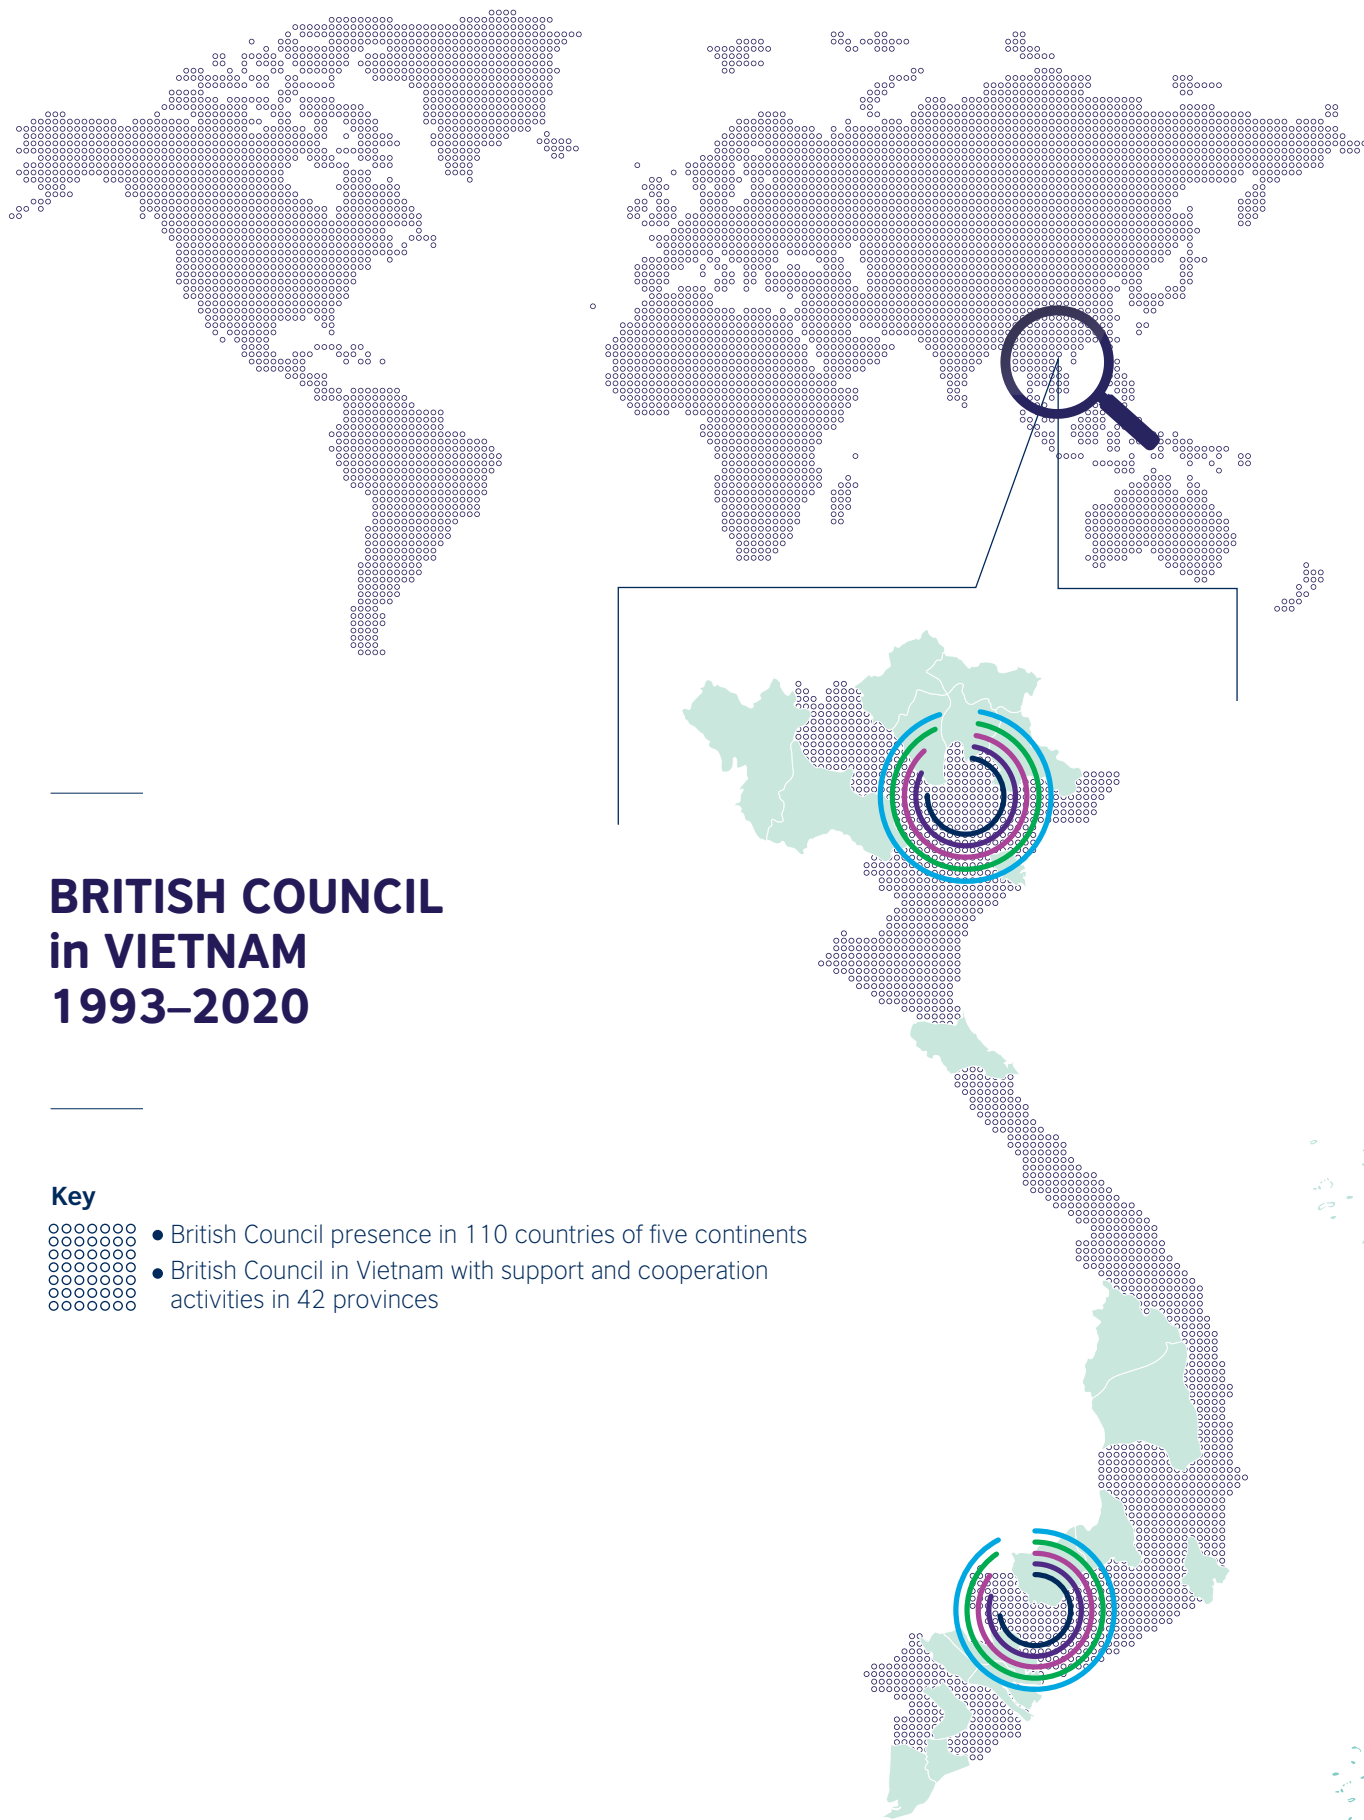 BRITISH COUNCIL
in VIETNAM
1993–2020
Key
• British Council presence in 110 countries of five continents
• British Council in Vietnam with support and cooperation
activities in 42 provinces